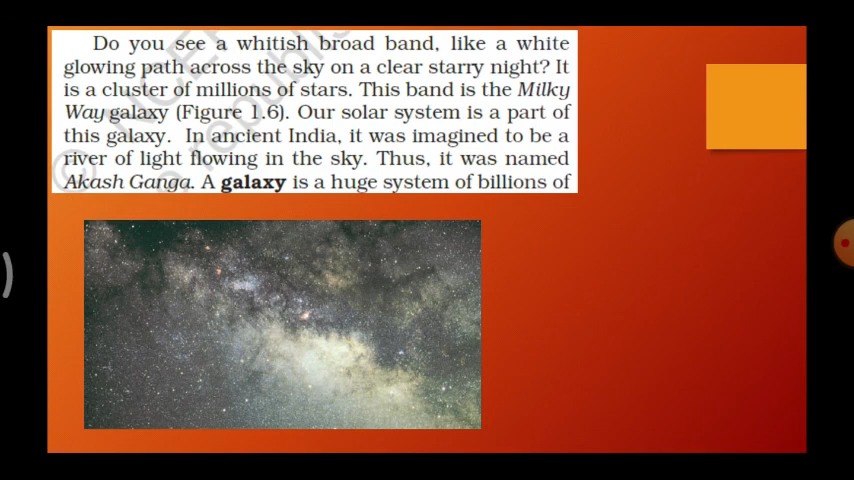 Do you see a whitish broad band, like a white
glowing path across the sky on a clear starry night? It
is a cluster of millions of stars. This band is the Milky
Way galaxy (Figure 1.6). Our solar system is a part of
this galaxy. In ancient India, it was imagined to be a
river of light flowing in the sky. Thus, it was named
Akash Ganga. A galaxy is a huge system of billions of